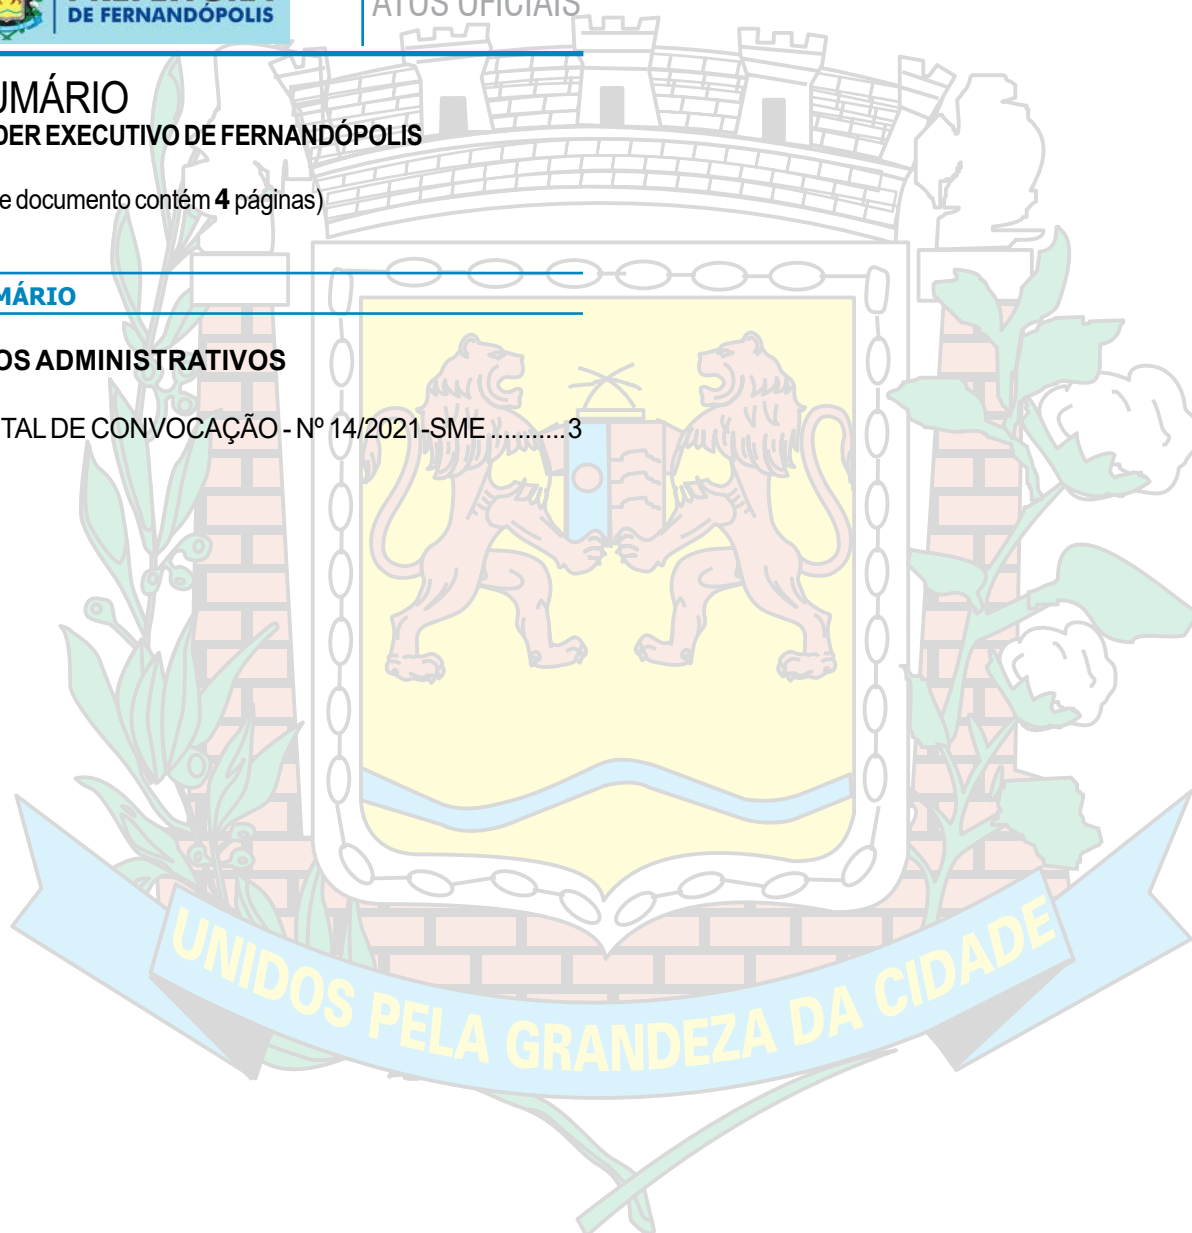 DE FERNANDÓPOLIS
ATOS OFICIAIS
UMÁRIO
DER EXECUTIVO DE FERNANDÓPOLIS
e documento contém 4 páginas)
MÁRIO
OS ADMINISTRATIVOS
TAL DE CONVOCAÇÃO - Nº 14/2021-SME ...........3
UNIDOS PELA GRANDEZA DA CIDADE